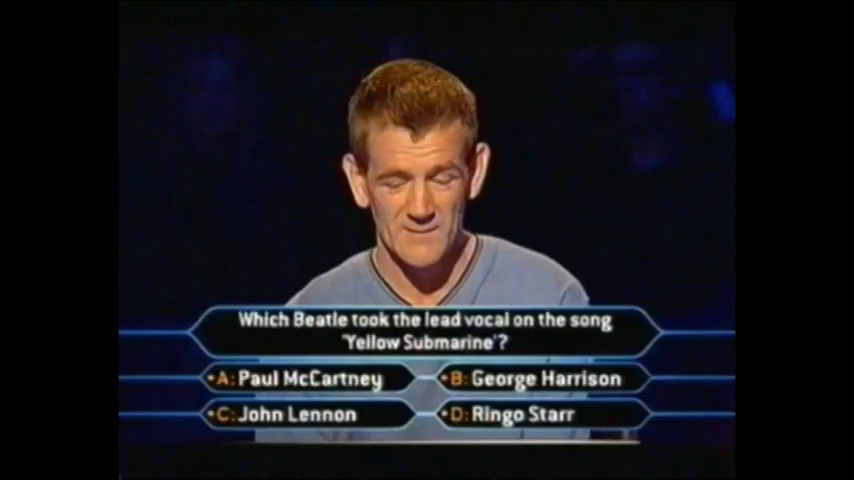 Which Beatle took the lead vocal on the song
'Yellow Submarine'?
A: Paul McCartney
B: George Harrison
C: John Lennon
D: Ringo Starr